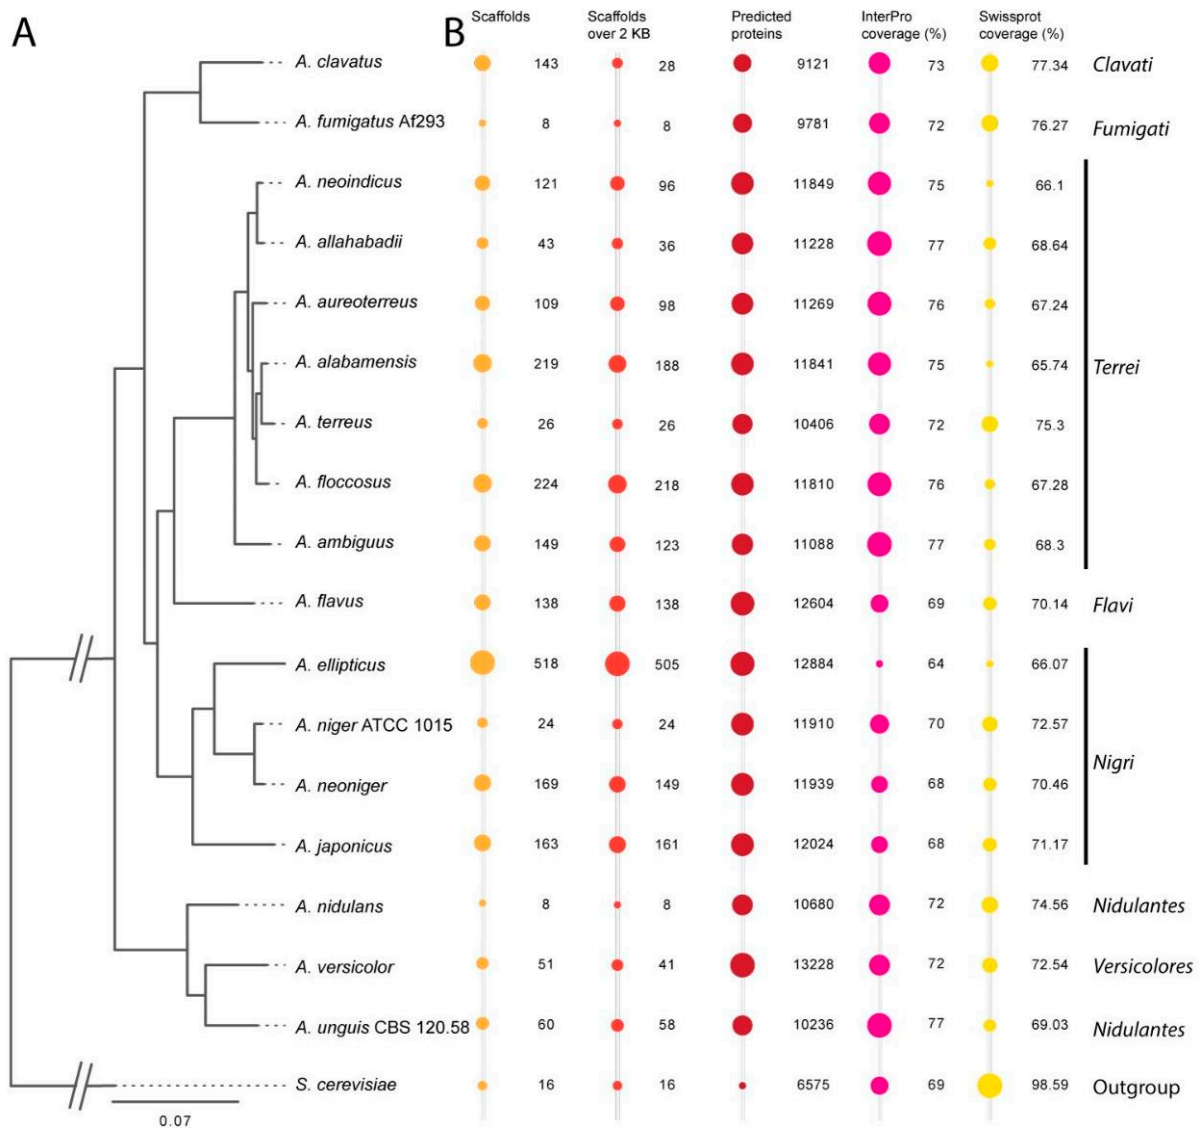 A
B
Scaffolds
Scaffolds
over 2 KB
Predicted
proteins
InterPro
coverage (%)
Swissprot
coverage (%)
A. clavatus 143 28 9121 73 77.34 Clavati
A. fumigatus Af293 8 8 9781 72 76.27 Fumigati
A. neoindicus 121 96 11849 75 66.1
A. allahabadii 43 36 11228 77 68.64
A. aureoterreus 109 98 11269 76 67.24
A. alabamensis 219 188 11841 75 65.74 Terrei
A. terreus 26 26 10406 72 75.3
A. floccosus 224 218 11810 76 67.28
A. ambiguus 149 123 11088 77 68.3
A. flavus 138 138 12604 69 70.14 Flavi
A. ellipticus 518 505 12884 64 66.07
A. niger ATCC 1015 24 24 11910 70 72.57
Nigri
A. neoniger 169 149 11939 68 70.46
A. japonicus 163 161 12024 68 71.17
A. nidulans 8 8 10680 72 74.56 Nidulantes
A. versicolor 51 41 13228 72 72.54 Versicolores
A. unguis CBS 120.58 60 58 10236 77 69.03 Nidulantes
S. cerevisiae 16 16 6575 69 98.59 Outgroup
0.07